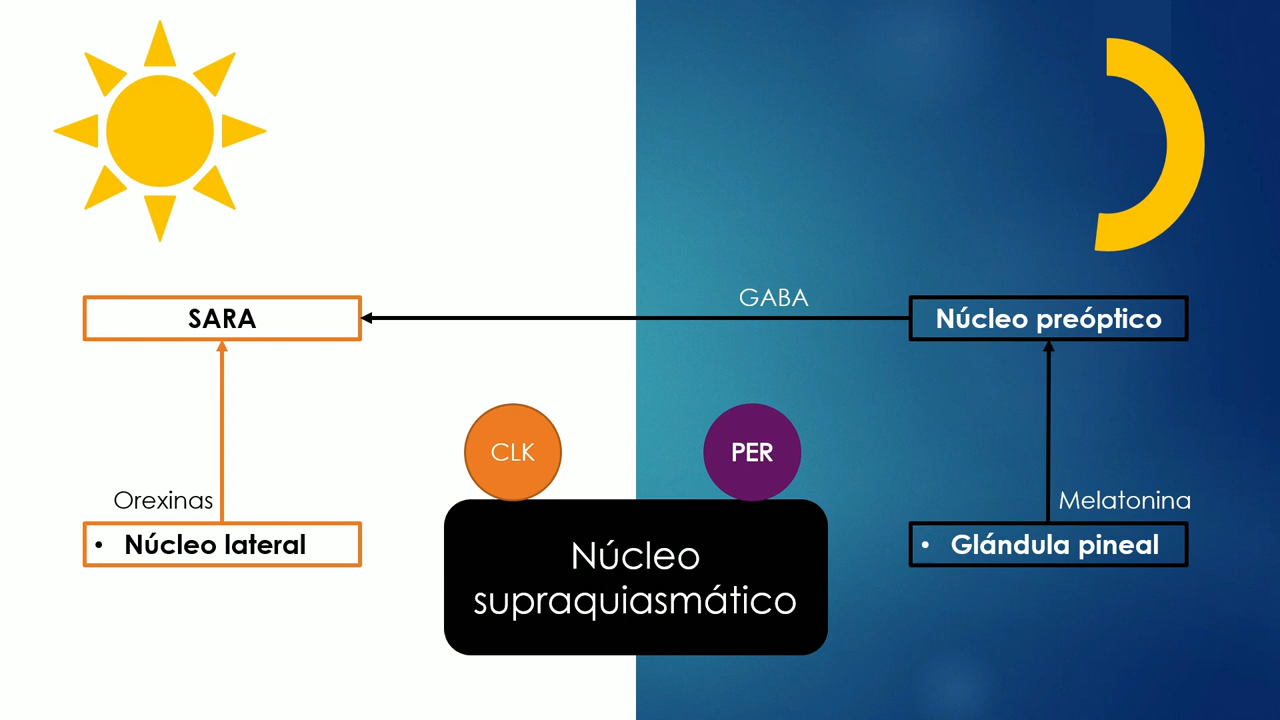 GABA
SARA
Núcleo preóptico
CLK
PER
Orexinas
Melatonina
• Núcleo lateral
• Glándula pineal
Núcleo
supraquiasmático